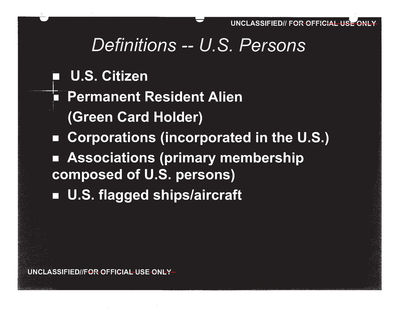 UNCLASSIFIED// FOR OFFICIAL USE ONLY
Definitions -- U.S. Persons
■ U.S. Citizen
■ Permanent Resident Alien
(Green Card Holder)
■ Corporations (incorporated in the U.S.)
■ Associations (primary membership
composed of U.S. persons)
■ U.S. flagged ships/aircraft
UNCLASSIFIED//FOR OFFICIAL USE ONLY